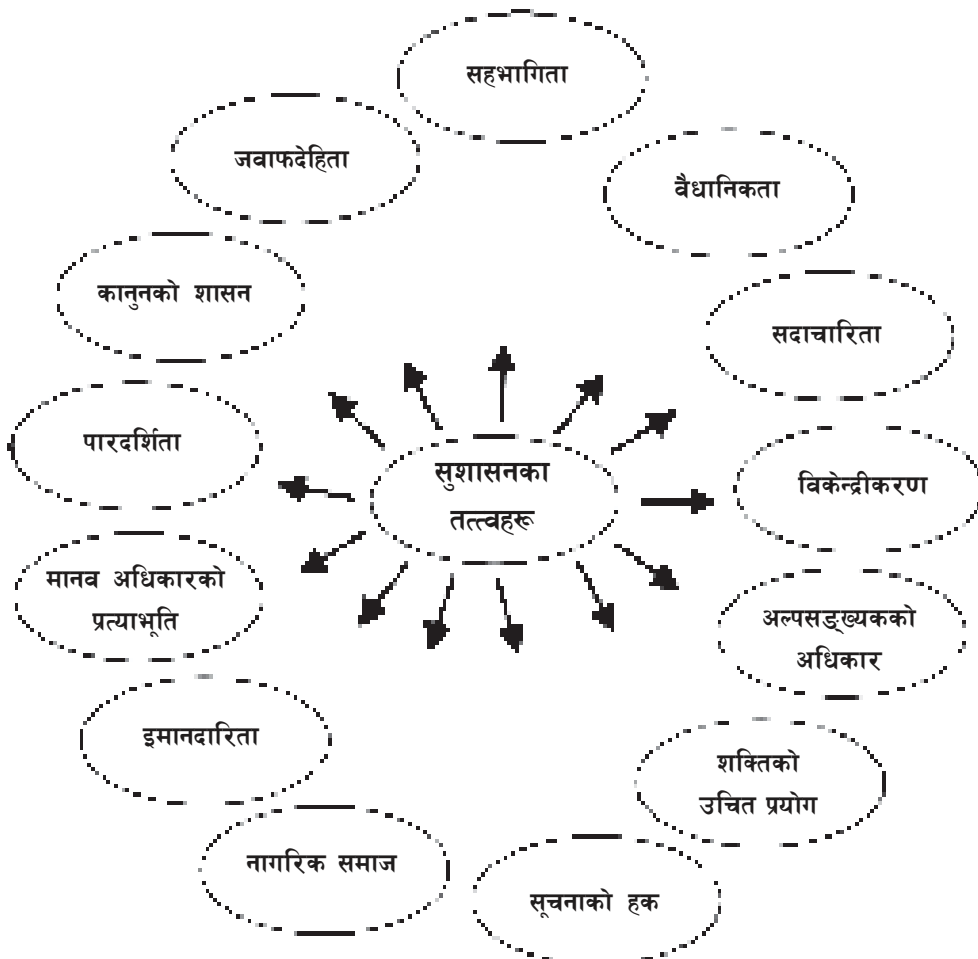 सहभागिता
जवाफदेहिता
वैधानिकता
कानुनको शासन
सदाचारिता
पारदर्शिता
सुशासनका
तत्त्वहरू
विकेन्द्रीकरण
मानव अधिकारको
प्रत्याभूति
अल्पसङ्ख्यकको
अधिकार
इमानदारिता
शक्तिको
उचित प्रयोग
नागरिक समाज
सूचनाको हक